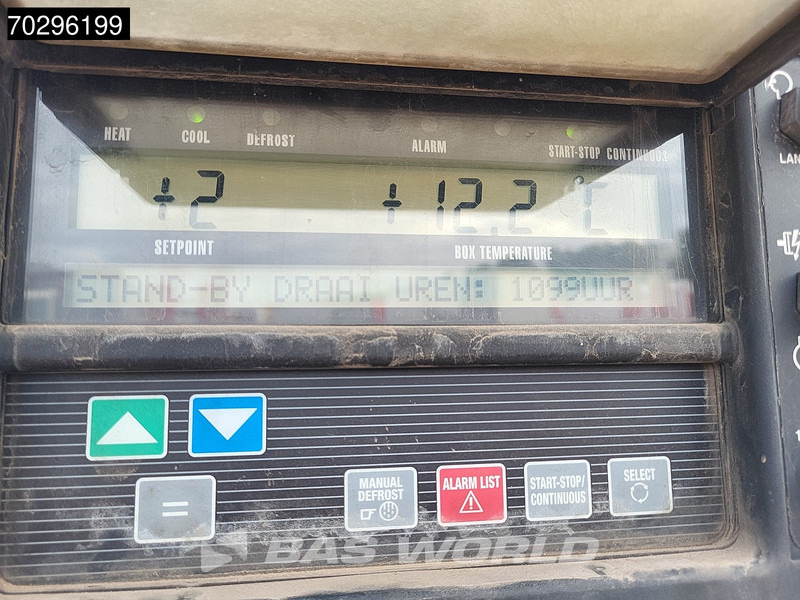 70296199
HEAT COOL DEFROST ALARM START-STOP CONTINUOUS
+2 +12.2 °C
SETPOINT BOX TEMPERATURE
STAND-BY DRAAI UREN: 1099UUR
LAN
MANUAL DEFROST
ALARM LIST
START-STOP/ CONTINUOUS
SELECT
=
BAS WORLD